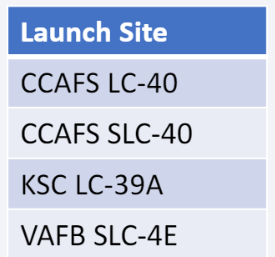 Launch Site
CCAFS LC-40
CCAFS SLC-40
KSC LC-39A
VAFB SLC-4E